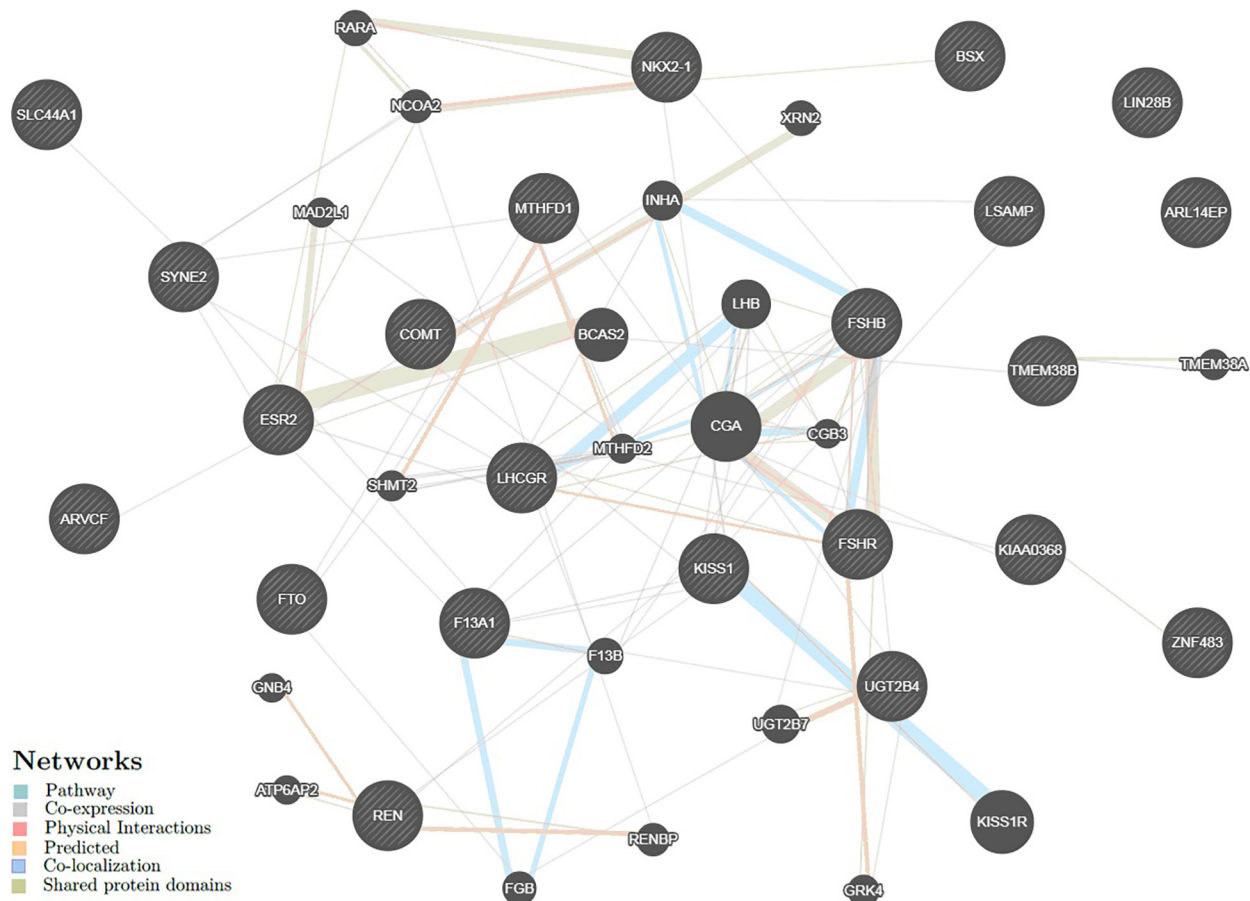 RARA
NKX2-1
BSX
LIN28B
SLC44A1
NCOA2
XRN2
MAD2L1
MTHFD1
INHA
LSAMP
ARL14EP
SYNE2
COMT
BCAS2
LHB
FSHB
TMEM38B
TMEM38A
ESR2
CGA
CGB3
MTHFD2
SHMT2
LHCGR
ARVCF
FSHR
KIAA0368
KISS1
FTO
F13A1
F13B
ZNF483
GNB4
UGT2B4
UGT2B7
ATP6AP2
REN
RENBP
KISS1R
FGB
GRK4
Networks
Pathway
Co-expression
Physical Interactions
Predicted
Co-localization
Shared protein domains